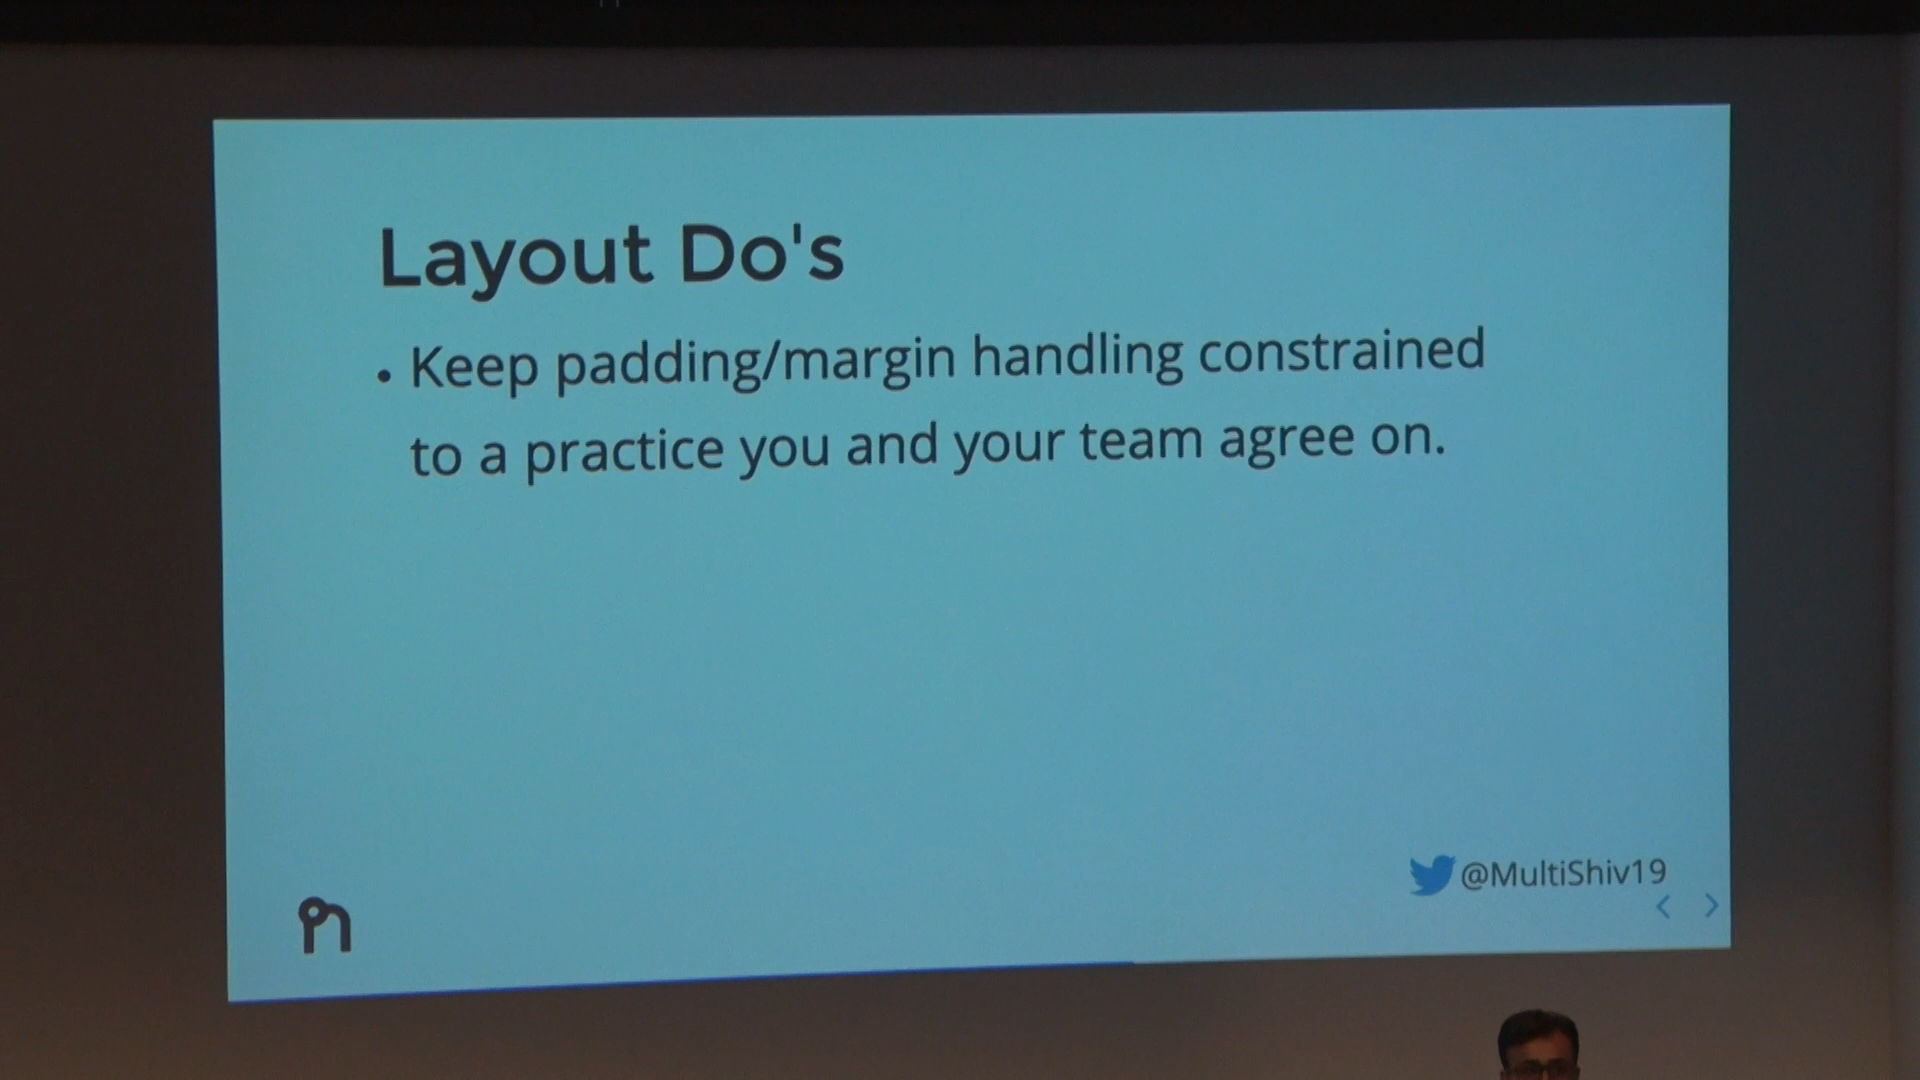 Layout Do's
• Keep padding/margin handling constrained
to a practice you and your team agree on.
@MultiShiv19